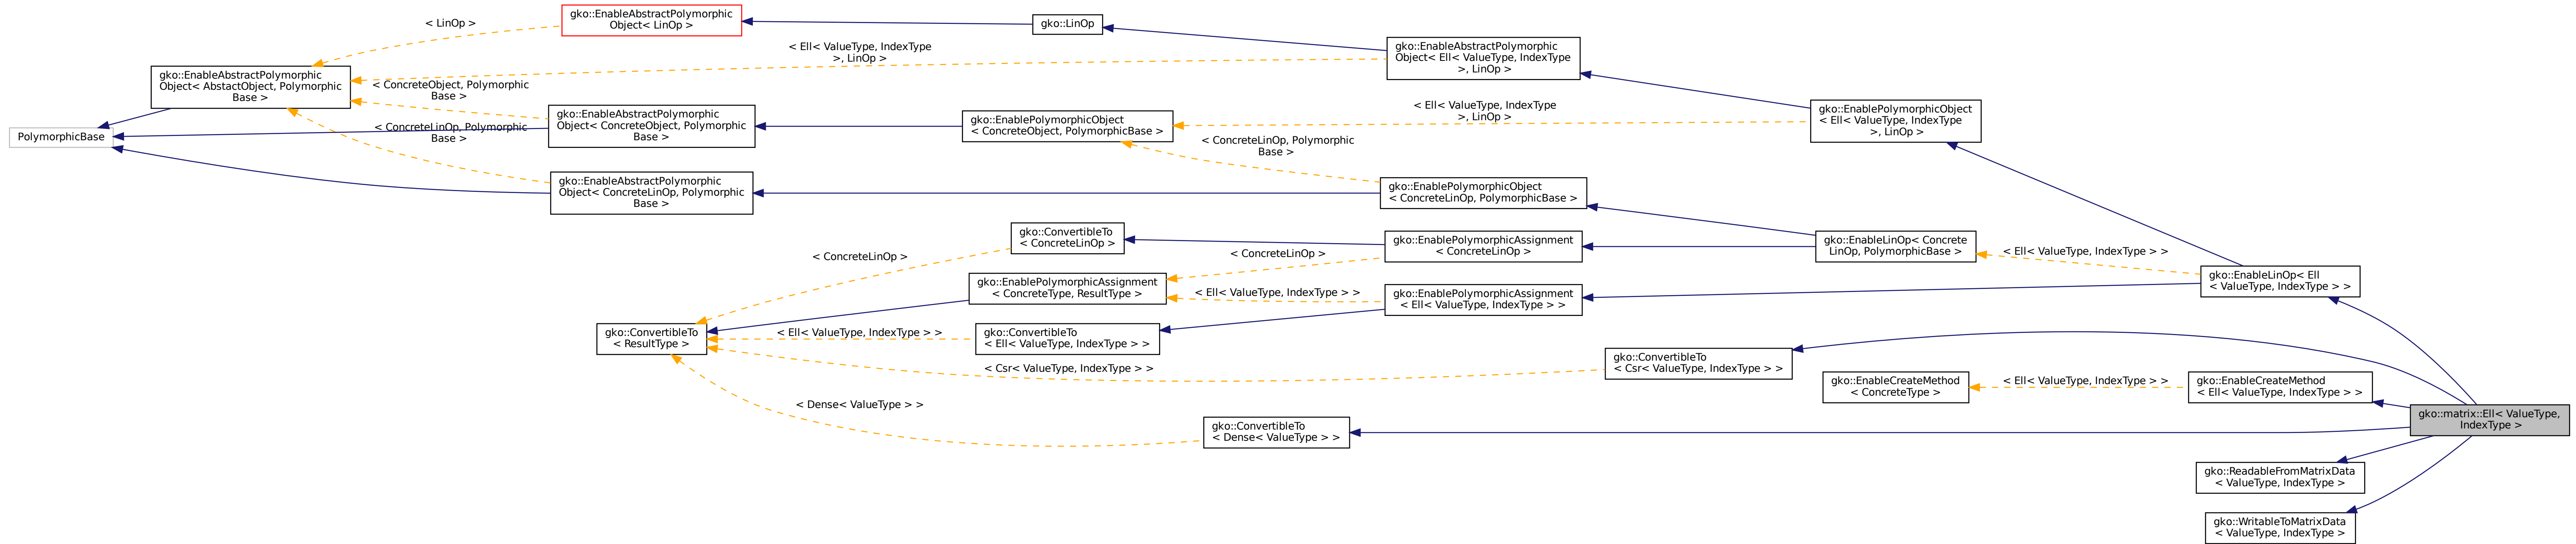 gko::EnableAbstractPolymorphic
Object< LinOp >
< LinOp >
gko::LinOp
gko::EnableAbstractPolymorphic
Object< Ell< ValueType, IndexType
>, LinOp >
< Ell< ValueType, IndexType
>, LinOp >
gko::EnableAbstractPolymorphic
Object< AbstactObject, Polymorphic
Base >
< ConcreteObject, Polymorphic
Base >
gko::EnableAbstractPolymorphic
Object< ConcreteObject, Polymorphic
Base >
gko::EnablePolymorphicObject
< ConcreteObject, PolymorphicBase >
< Ell< ValueType, IndexType
>, LinOp >
gko::EnablePolymorphicObject
< Ell< ValueType, IndexType
>, LinOp >
PolymorphicBase
< ConcreteLinOp, Polymorphic
Base >
< ConcreteLinOp, Polymorphic
Base >
gko::EnableAbstractPolymorphic
Object< ConcreteLinOp, Polymorphic
Base >
gko::EnablePolymorphicObject
< ConcreteLinOp, PolymorphicBase >
gko::ConvertibleTo
< ConcreteLinOp >
< ConcreteLinOp >
gko::EnablePolymorphicAssignment
< ConcreteLinOp >
< ConcreteLinOp >
gko::EnableLinOp< Concrete
LinOp, PolymorphicBase >
< Ell< ValueType, IndexType > >
gko::EnableLinOp< Ell
< ValueType, IndexType > >
gko::EnablePolymorphicAssignment
< ConcreteType, ResultType >
< Ell< ValueType, IndexType > >
gko::EnablePolymorphicAssignment
< Ell< ValueType, IndexType > >
gko::ConvertibleTo
< ResultType >
< Ell< ValueType, IndexType > >
gko::ConvertibleTo
< Ell< ValueType, IndexType > >
< Csr< ValueType, IndexType > >
gko::ConvertibleTo
< Csr< ValueType, IndexType > >
gko::EnableCreateMethod
< ConcreteType >
< Ell< ValueType, IndexType > >
gko::EnableCreateMethod
< Ell< ValueType, IndexType > >
< Dense< ValueType > >
gko::ConvertibleTo
< Dense< ValueType > >
gko::matrix::Ell< ValueType,
IndexType >
gko::ReadableFromMatrixData
< ValueType, IndexType >
gko::WritableToMatrixData
< ValueType, IndexType >